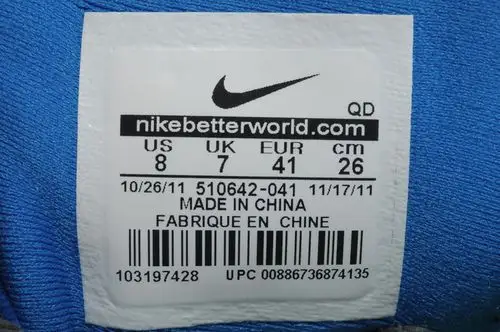 QD
nikebetterworld.com
US UK EUR cm
8 7 41 26
10/26/11 510642-041 11/17/11
MADE IN CHINA
FABRIQUE EN CHINE
103197428 UPC 00886736874135